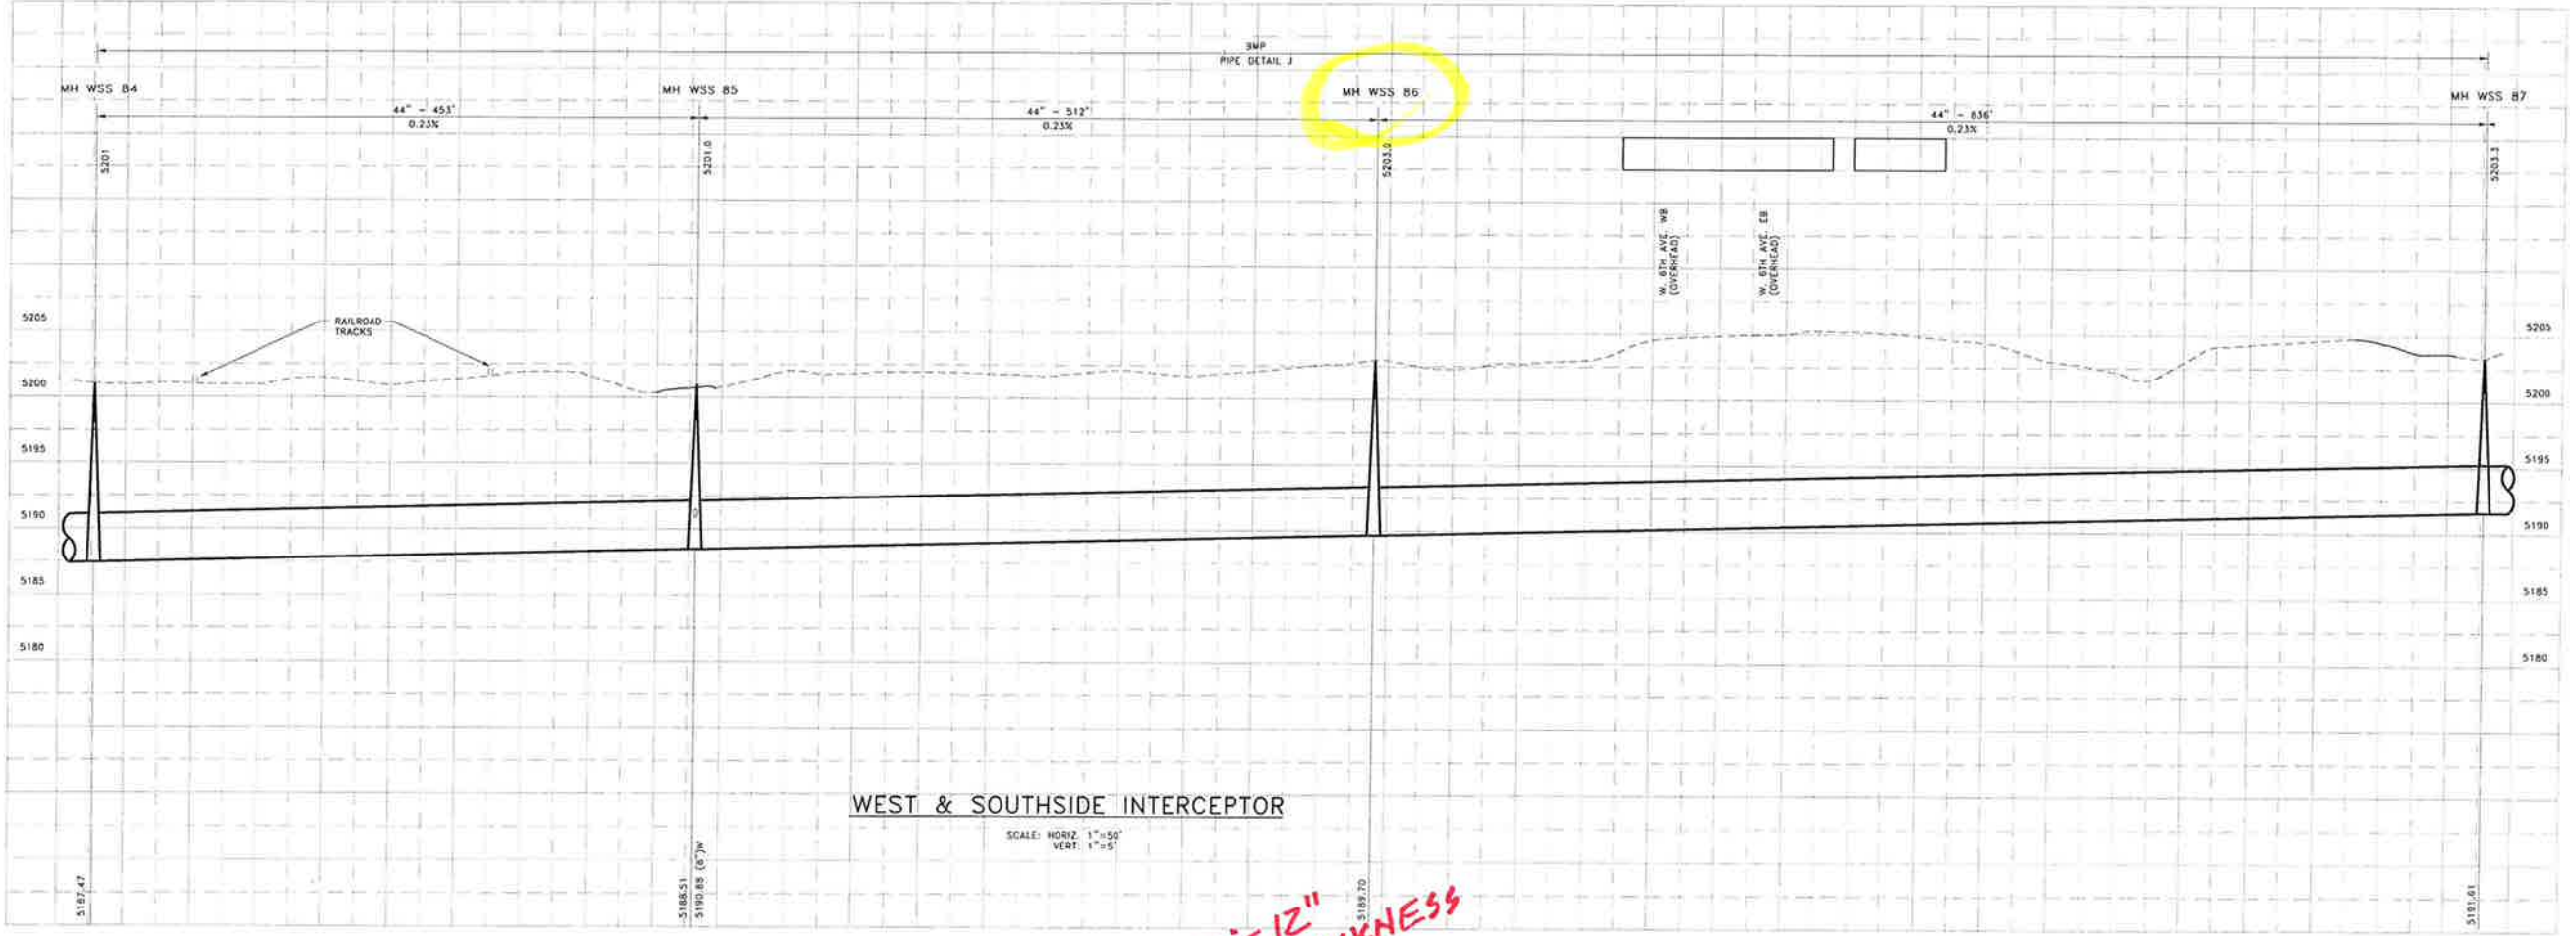 3MP
PIPE DETAIL J
MH WSS 84
MH WSS 85
MH WSS 86
MH WSS 87
44" - 453'
0.23%
44" - 512'
0.23%
44" - 836'
0.23%
5201
5201.0
5203.0
5203.3
W. 6TH AVE. WB
(OVERHEAD)
W. 6TH AVE. EB
(OVERHEAD)
RAILROAD
TRACKS
5205
5200
5195
5190
5185
5180
5205
5200
5195
5190
5185
5180
WEST & SOUTHSIDE INTERCEPTOR
SCALE: HORIZ. 1"=50'
VERT. 1"=5'
5187.47
5188.51
5190.88 (8")W
5189.70
5191.61
12"